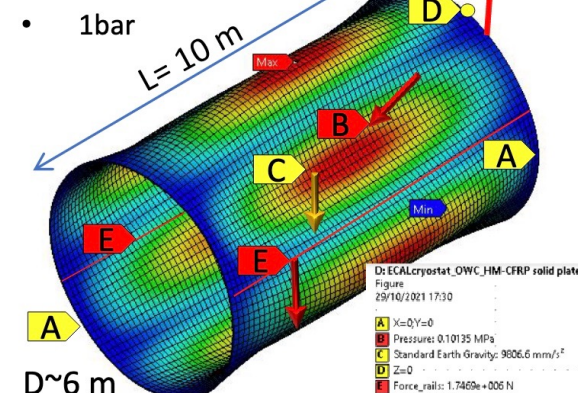 • 1bar
L= 10 m
D
Max
B
C
A
Min
E
E
A
D~6 m
D: ECALcryostat_OWC_HM-CFRP solid plate
Figure
29/10/2021 17:30
A X=0;Y=0
B Pressure: 0.10135 MPa
C Standard Earth Gravity: 9806.6 mm/s²
D Z=0
E Force_rails: 1.7469e+006 N